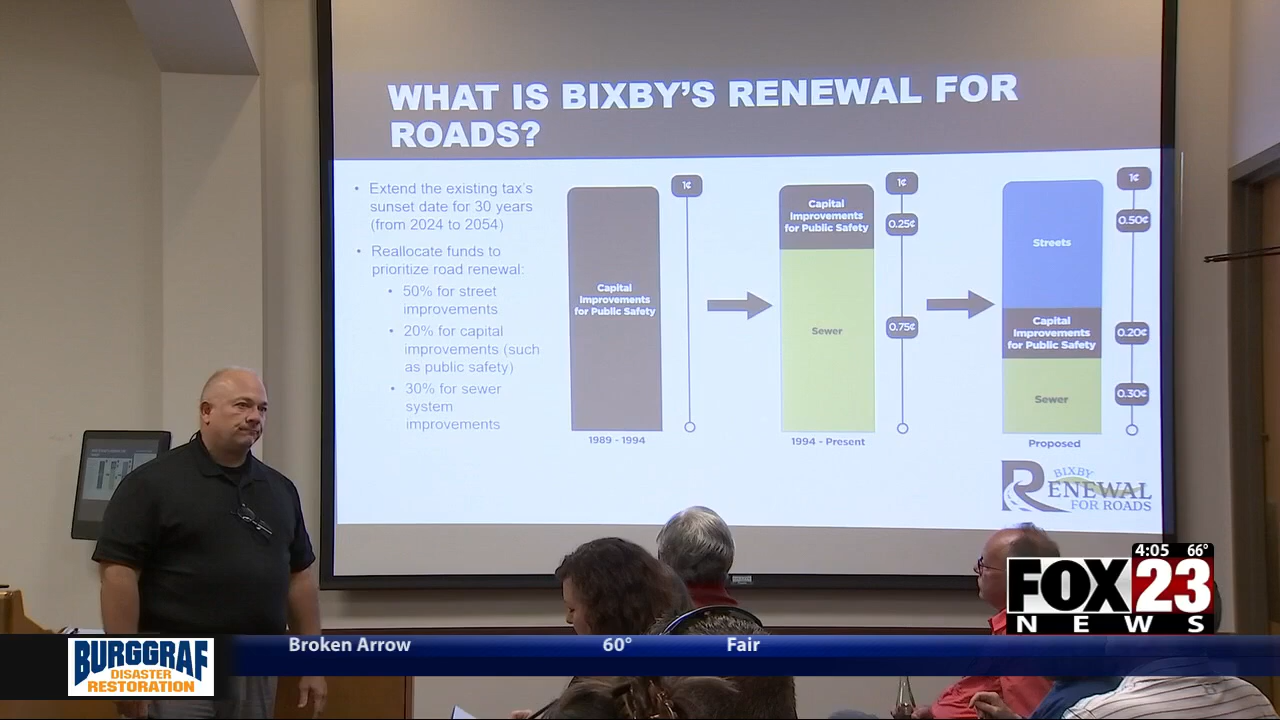 WHAT IS BIXBY'S RENEWAL FOR
ROADS?
• Extend the existing tax's
sunset date for 30 years
(from 2024 to 2054)
• Reallocate funds to
prioritize road renewal:
• 50% for street
improvements
• 20% for capital
improvements (such
as public safety)
• 30% for sewer
system
improvements
1¢
Capital
Improvements
for Public Safety
1989 - 1994
1¢
Capital
Improvements
for Public Safety
0.25¢
Sewer
0.75¢
1994 - Present
1¢
0.50¢
Streets
Capital
Improvements
for Public Safety
0.20¢
Sewer
0.30¢
Proposed
BIXBY
RENEWAL
FOR ROADS
4:05 66°
FOX 23
NEWS
Broken Arrow 60° Fair
BURGGRAF
DISASTER
RESTORATION